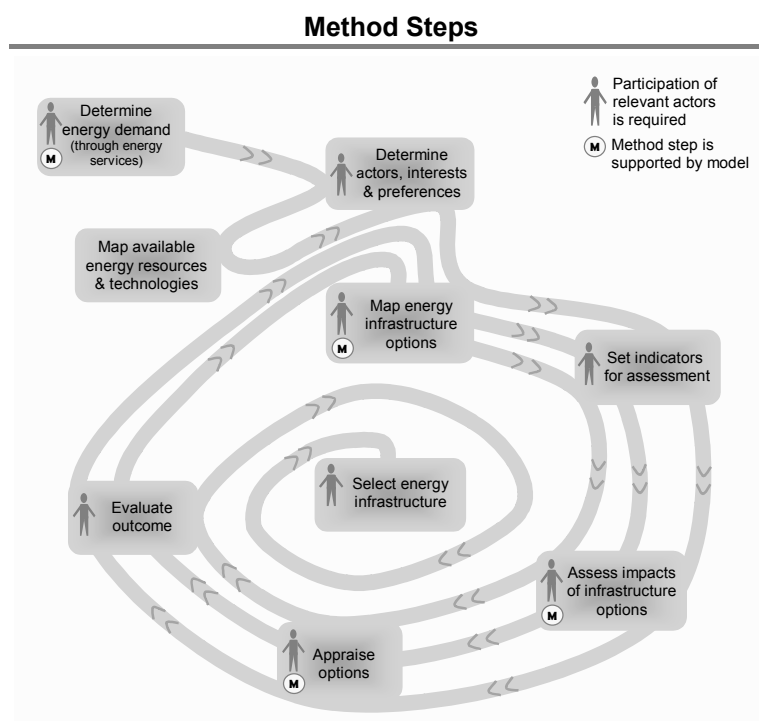 Method Steps
Participation of
relevant actors
is required
M
Method step is
supported by model
Determine
energy demand
(through energy
services)
M
Determine
actors, interests
& preferences
Map available
energy resources
& technologies
Map energy
infrastructure
options
M
Set indicators
for assessment
Select energy
infrastructure
Evaluate
outcome
Assess impacts
of infrastructure
options
M
Appraise
options
M